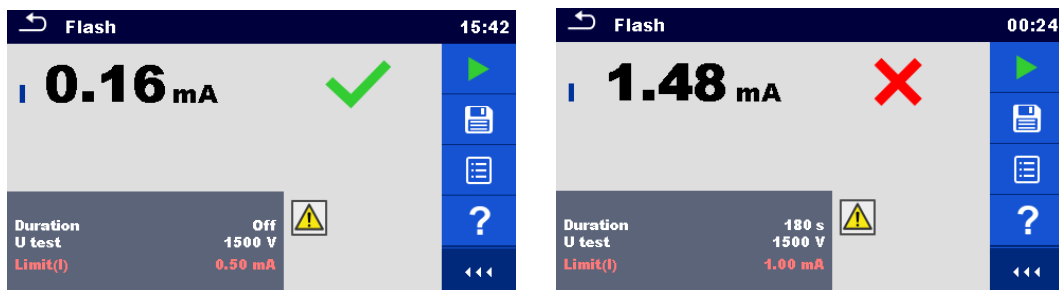 Flash 15:42
I 0.16 mA
Duration Off
U test 1500 V
Limit(I) 0.50 mA
?
Flash 00:24
I 1.48 mA
Duration 180 s
U test 1500 V
Limit(I) 1.00 mA
?